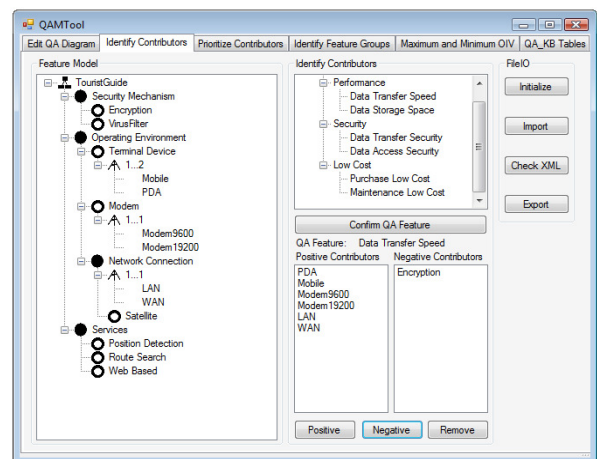 QAMTool
Edit QA Diagram Identify Contributors Prioritize Contributors Identify Feature Groups Maximum and Minimum OIV QA_KB Tables
Feature Model
TouristGuide
Security Mechanism
Encryption
VirusFilter
Operating Environment
Terminal Device
1...2
Mobile
PDA
Modem
1...1
Modem9600
Modem19200
Network Connection
1...1
LAN
WAN
Satellite
Services
Position Detection
Route Search
Web Based
Identify Contributors
Performance
Data Transfer Speed
Data Storage Space
Security
Data Transfer Security
Data Access Security
Low Cost
Purchase Low Cost
Maintenance Low Cost
Confirm QA Feature
QA Feature: Data Transfer Speed
Positive Contributors Negative Contributors
PDA Encryption
Mobile
Modem9600
Modem19200
LAN
WAN
Positive Negative Remove
FileIO
Initialize
Import
Check XML
Export